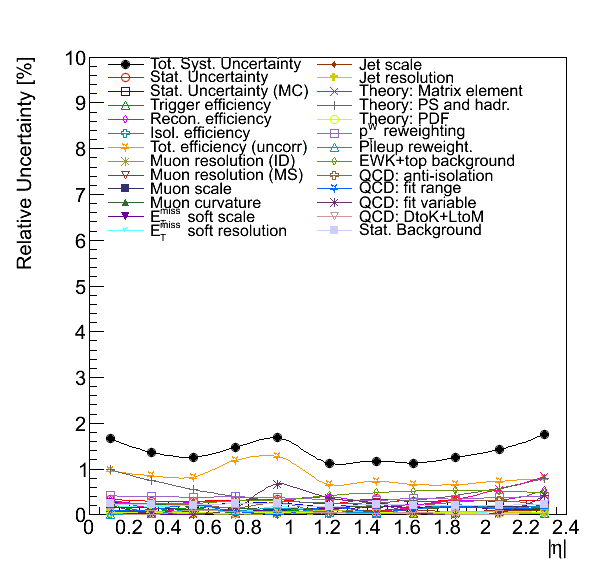 Relative Uncertainty [%]
10
9
8
7
6
5
4
3
2
1
0
Tot. Syst. Uncertainty
Stat. Uncertainty
Stat. Uncertainty (MC)
Trigger efficiency
Recon. efficiency
Isol. efficiency
Tot. efficiency (uncorr)
Muon resolution (ID)
Muon resolution (MS)
Muon scale
Muon curvature
E_T^miss soft scale
E_T^miss soft resolution
Jet scale
Jet resolution
Theory: Matrix element
Theory: PS and hadr.
Theory: PDF
p_T^W reweighting
Pileup reweight.
EWK+top background
QCD: anti-isolation
QCD: fit range
QCD: fit variable
QCD: DtoK+LtoM
Stat. Background
0 0.2 0.4 0.6 0.8 1 1.2 1.4 1.6 1.8 2 2.2 2.4
|η|